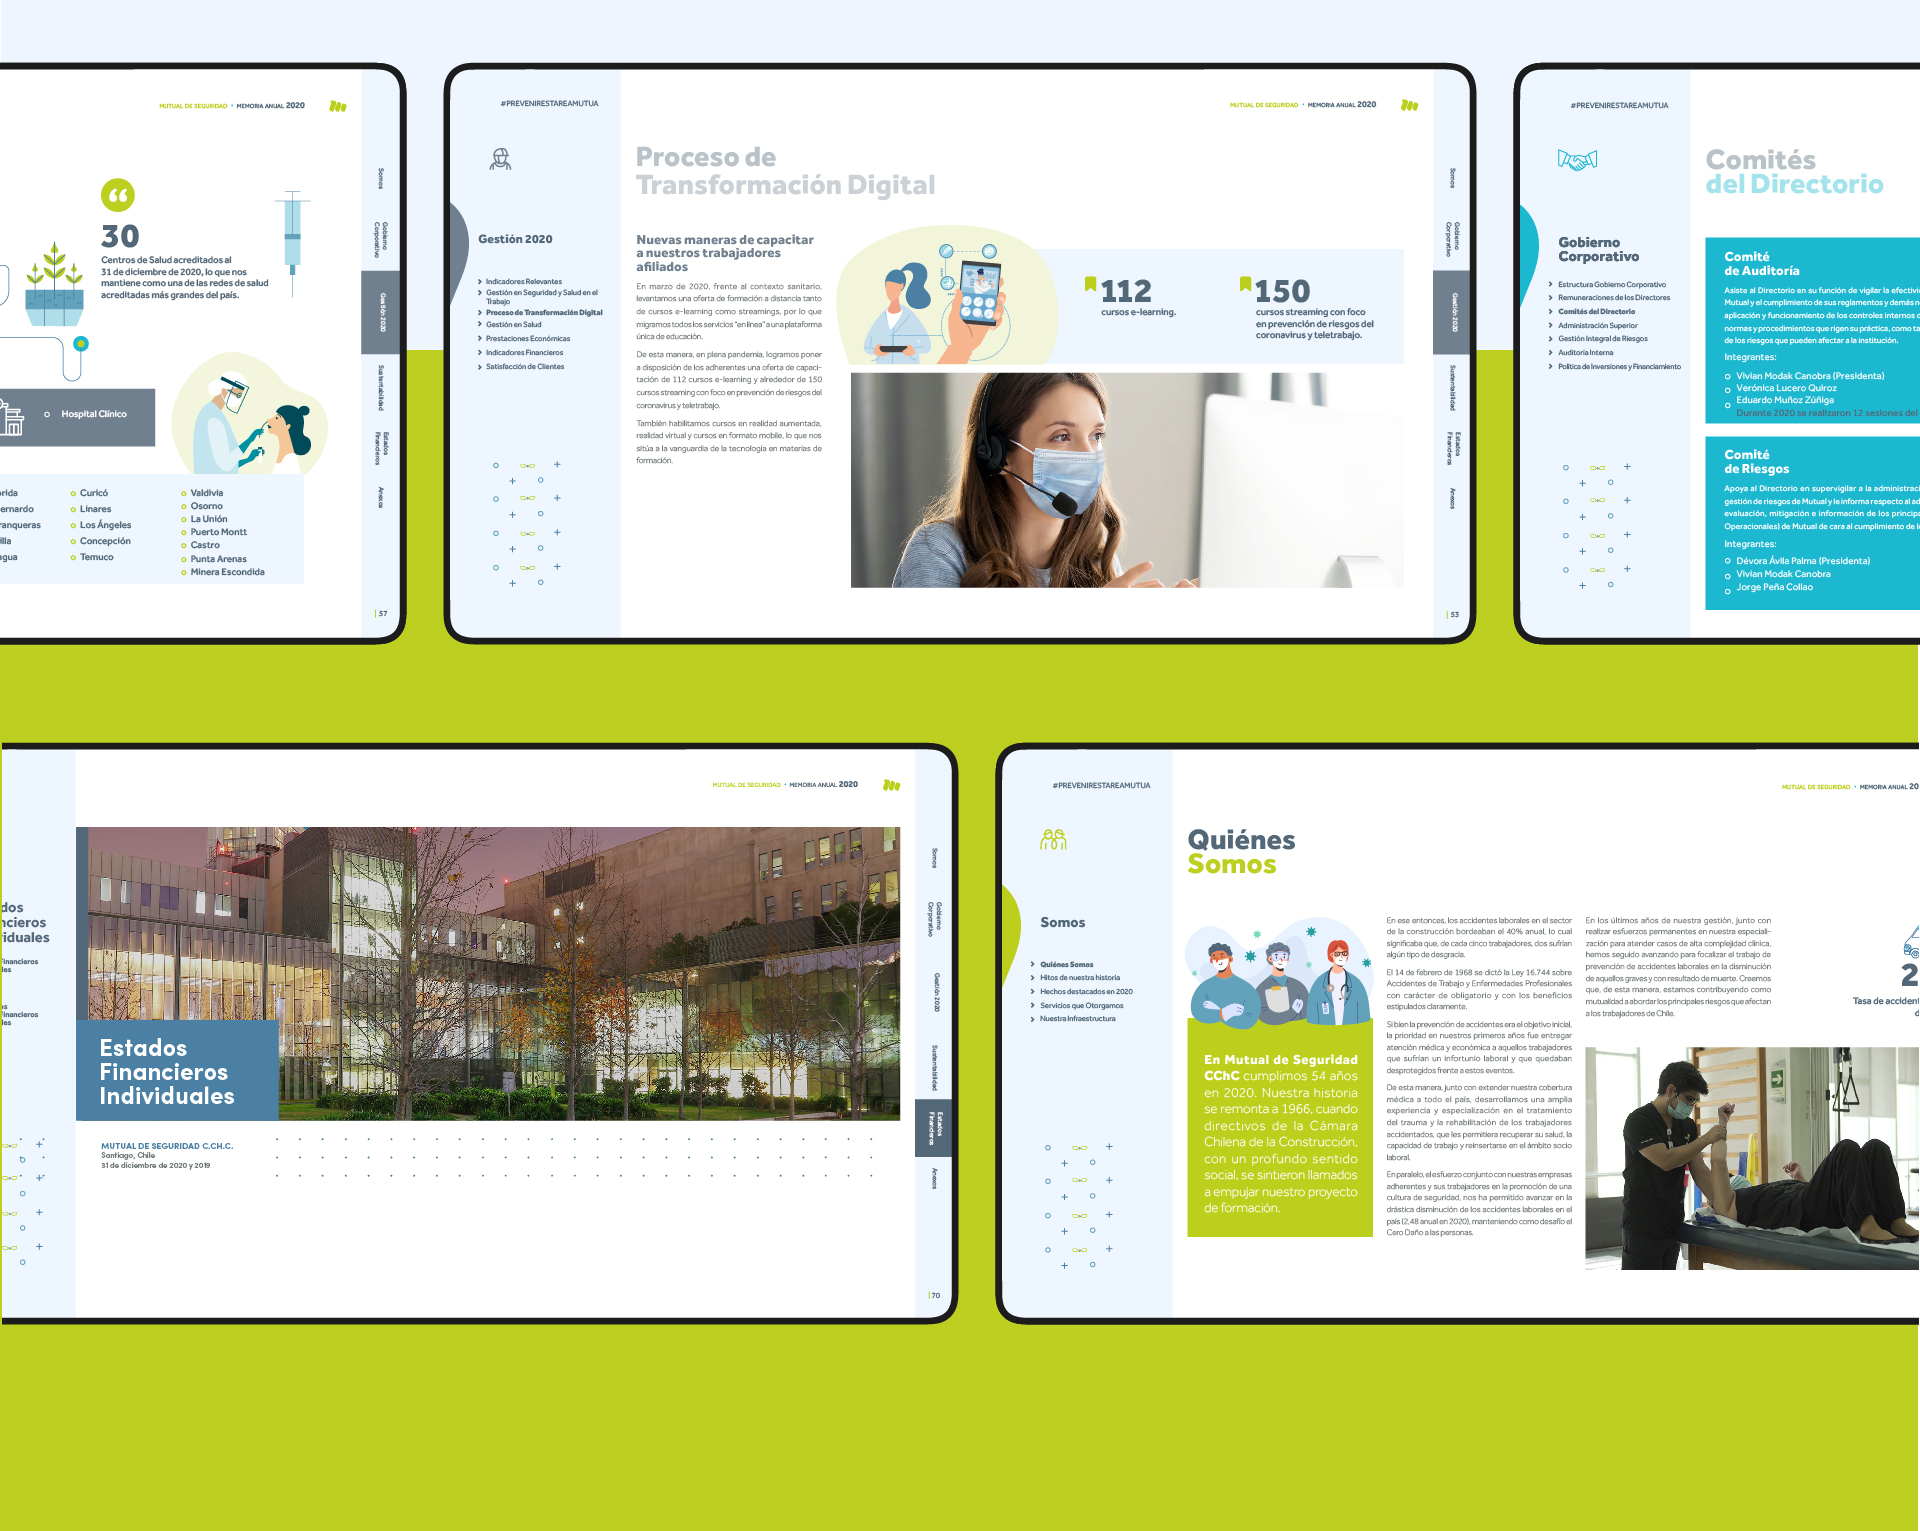 MUTUAL DE SEGURIDAD • MEMORIA ANUAL 2020
30
Centros de Salud acreditados al
31 de diciembre de 2020, lo que nos
mantiene como una de las redes de salud
acreditadas más grandes del país.
Hospital Clínico
Curicó
Linares
Los Ángeles
Concepción
Temuco
Valdivia
Osorno
La Unión
Puerto Montt
Castro
Punta Arenas
Minera Escondida
Somos
Gobierno
Corporativo
Gestión 2020
Sustentabilidad
Estados
Financieros
Anexos
| 57
#PREVENIRESTAREAMUTUA
Gestión 2020
Indicadores Relevantes
Gestión en Seguridad y Salud en el
Trabajo
Proceso de Transformación Digital
Gestión en Salud
Prestaciones Económicas
Indicadores Financieros
Satisfacción de Clientes
MUTUAL DE SEGURIDAD • MEMORIA ANUAL 2020
Proceso de
Transformación Digital
Nuevas maneras de capacitar
a nuestros trabajadores
afiliados
En marzo de 2020, frente al contexto sanitario,
levantamos una oferta de formación a distancia tanto
de cursos e-learning como streamings, por lo que
migramos todos los servicios "en línea" a una plataforma
única de educación.
De esta manera, en plena pandemia, logramos poner
a disposición de los adherentes una oferta de capaci-
tación de 112 cursos e-learning y alrededor de 150
cursos streaming con foco en prevención de riesgos del
coronavirus y teletrabajo.
También habilitamos cursos en realidad aumentada,
realidad virtual y cursos en formato mobile, lo que nos
sitúa a la vanguardia de la tecnología en materias de
formación.
112
cursos e-learning.
150
cursos streaming con foco
en prevención de riesgos del
coronavirus y teletrabajo.
Somos
Gobierno
Corporativo
Gestión 2020
Sustentabilidad
Estados
Financieros
Anexos
| 53
#PREVENIRESTAREAMUTUA
Gobierno
Corporativo
Estructura Gobierno Corporativo
Remuneraciones de los Directores
Comités del Directorio
Administración Superior
Gestión Integral de Riesgos
Auditoría Interna
Política de Inversiones y Financiamiento
Comités
del Directorio
Comité
de Auditoría
Asiste al Directorio en su función de vigilar la
Mutual y el cumplimiento de sus reglamentos y demás
aplicación y funcionamiento de los controles internos
normas y procedimientos que rigen su práctica, como
de los riesgos que pueden afectar a la institución.
Integrantes:
Vivian Modak Canobra (Presidenta)
Verónica Lucero Quiroz
Eduardo Muñoz Zúñiga
Durante 2020 se realizaron 12 sesiones del
Comité
de Riesgos
Apoya al Directorio en supervigilar a la
gestión de riesgos de Mutual y le informa respecto al
evaluación, mitigación e información de los
Operacionales) de Mutual de cara al cumplimiento de
Integrantes:
Dévora Ávila Palma (Presidenta)
Vivian Modak Canobra
Jorge Peña Collao
MUTUAL DE SEGURIDAD • MEMORIA ANUAL 2020
Financieros
Financieros
Estados
Financieros
Individuales
MUTUAL DE SEGURIDAD C.CH.C.
Santiago, Chile
31 de diciembre de 2020 y 2019
Somos
Gobierno
Corporativo
Gestión 2020
Sustentabilidad
Estados
Financieros
Anexos
| 70
#PREVENIRESTAREAMUTUA
Somos
Quiénes Somos
Hitos de nuestra historia
Hechos destacados en 2020
Servicios que Otorgamos
Nuestra Infraestructura
MUTUAL DE SEGURIDAD • MEMORIA ANUAL 20
Quiénes
Somos
En Mutual de Seguridad
CChC cumplimos 54 años
en 2020. Nuestra historia
se remonta a 1966, cuando
directivos de la Cámara
Chilena de la Construcción,
con un profundo sentido
social, se sintieron llamados
a empujar nuestro proyecto
de formación.
En ese entonces, los accidentes laborales en el sector
de la construcción bordeaban el 40% anual, lo cual
significaba que, de cada cinco trabajadores, dos sufrían
algún tipo de desgracia.
El 14 de febrero de 1968 se dictó la Ley 16.744 sobre
Accidentes de Trabajo y Enfermedades Profesionales
con carácter de obligatorio y con los beneficios
estipulados claramente.
Si bien la prevención de accidentes era el objetivo inicial,
la prioridad en nuestros primeros años fue entregar
atención médica y económica a aquellos trabajadores
que sufrían un infortunio laboral y que quedaban
desprotegidos frente a estos eventos.
De esta manera, junto con extender nuestra cobertura
médica a todo el país, desarrollamos una amplia
experiencia y especialización en el tratamiento
del trauma y la rehabilitación de los trabajadores
accidentados, que les permitiera recuperar su salud, la
capacidad de trabajo y reinsertarse en el ámbito socio
laboral.
En paralelo, el esfuerzo conjunto con nuestras empresas
adherentes y sus trabajadores en la promoción de una
cultura de seguridad, nos ha permitido avanzar en la
drástica disminución de los accidentes laborales en el
país (2,48 anual en 2020), manteniendo como desafío el
Cero Daño a las personas.
En los últimos años de nuestra gestión, junto con
realizar esfuerzos permanentes en nuestra especiali-
zación para atender casos de alta complejidad clínica,
hemos seguido avanzando para focalizar el trabajo de
prevención de accidentes laborales en la disminución
de aquellos graves y con resultado de muerte. Creemos
que, de esta manera, estamos contribuyendo como
mutualidad a abordar los principales riesgos que afectan
a los trabajadores de Chile.
2
Tasa de